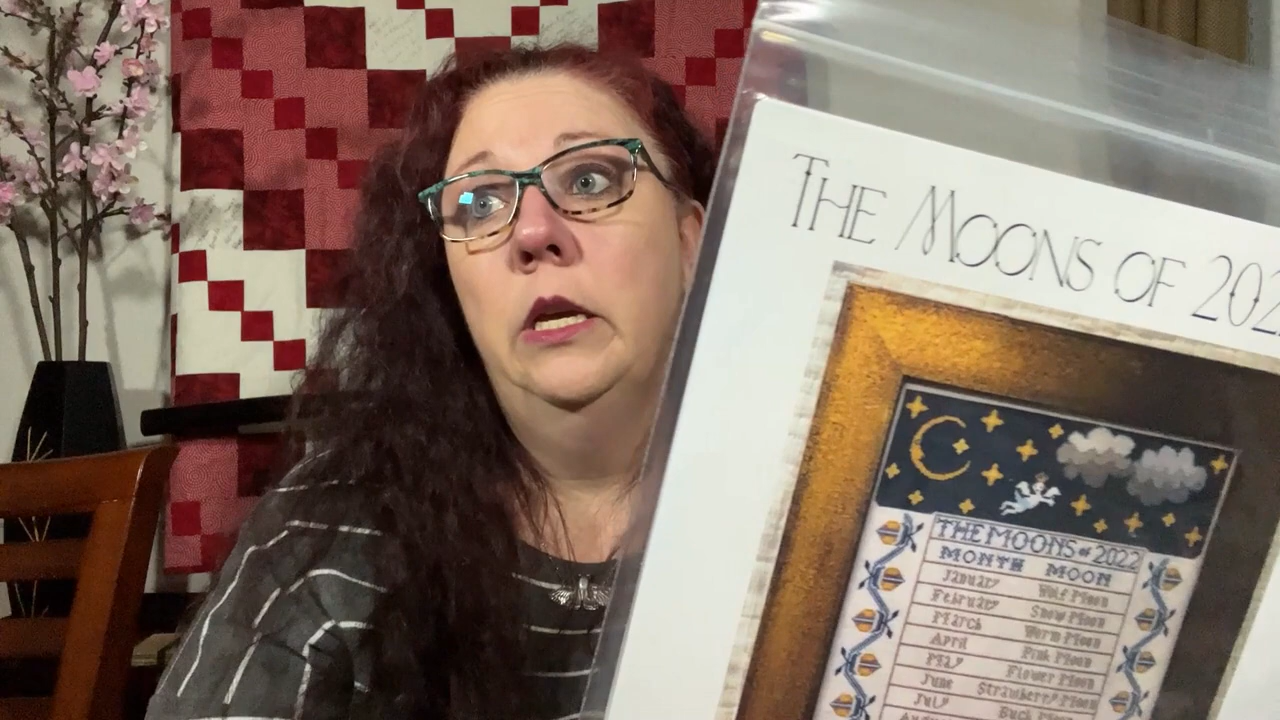 THE MOONS OF 202
THE MOONS of 2022
MONTH MOON
January Wolf Moon
February Snow Moon
March Worm Moon
April Pink Moon
May Flower Moon
June Strawberry Moon
July Buck Moon